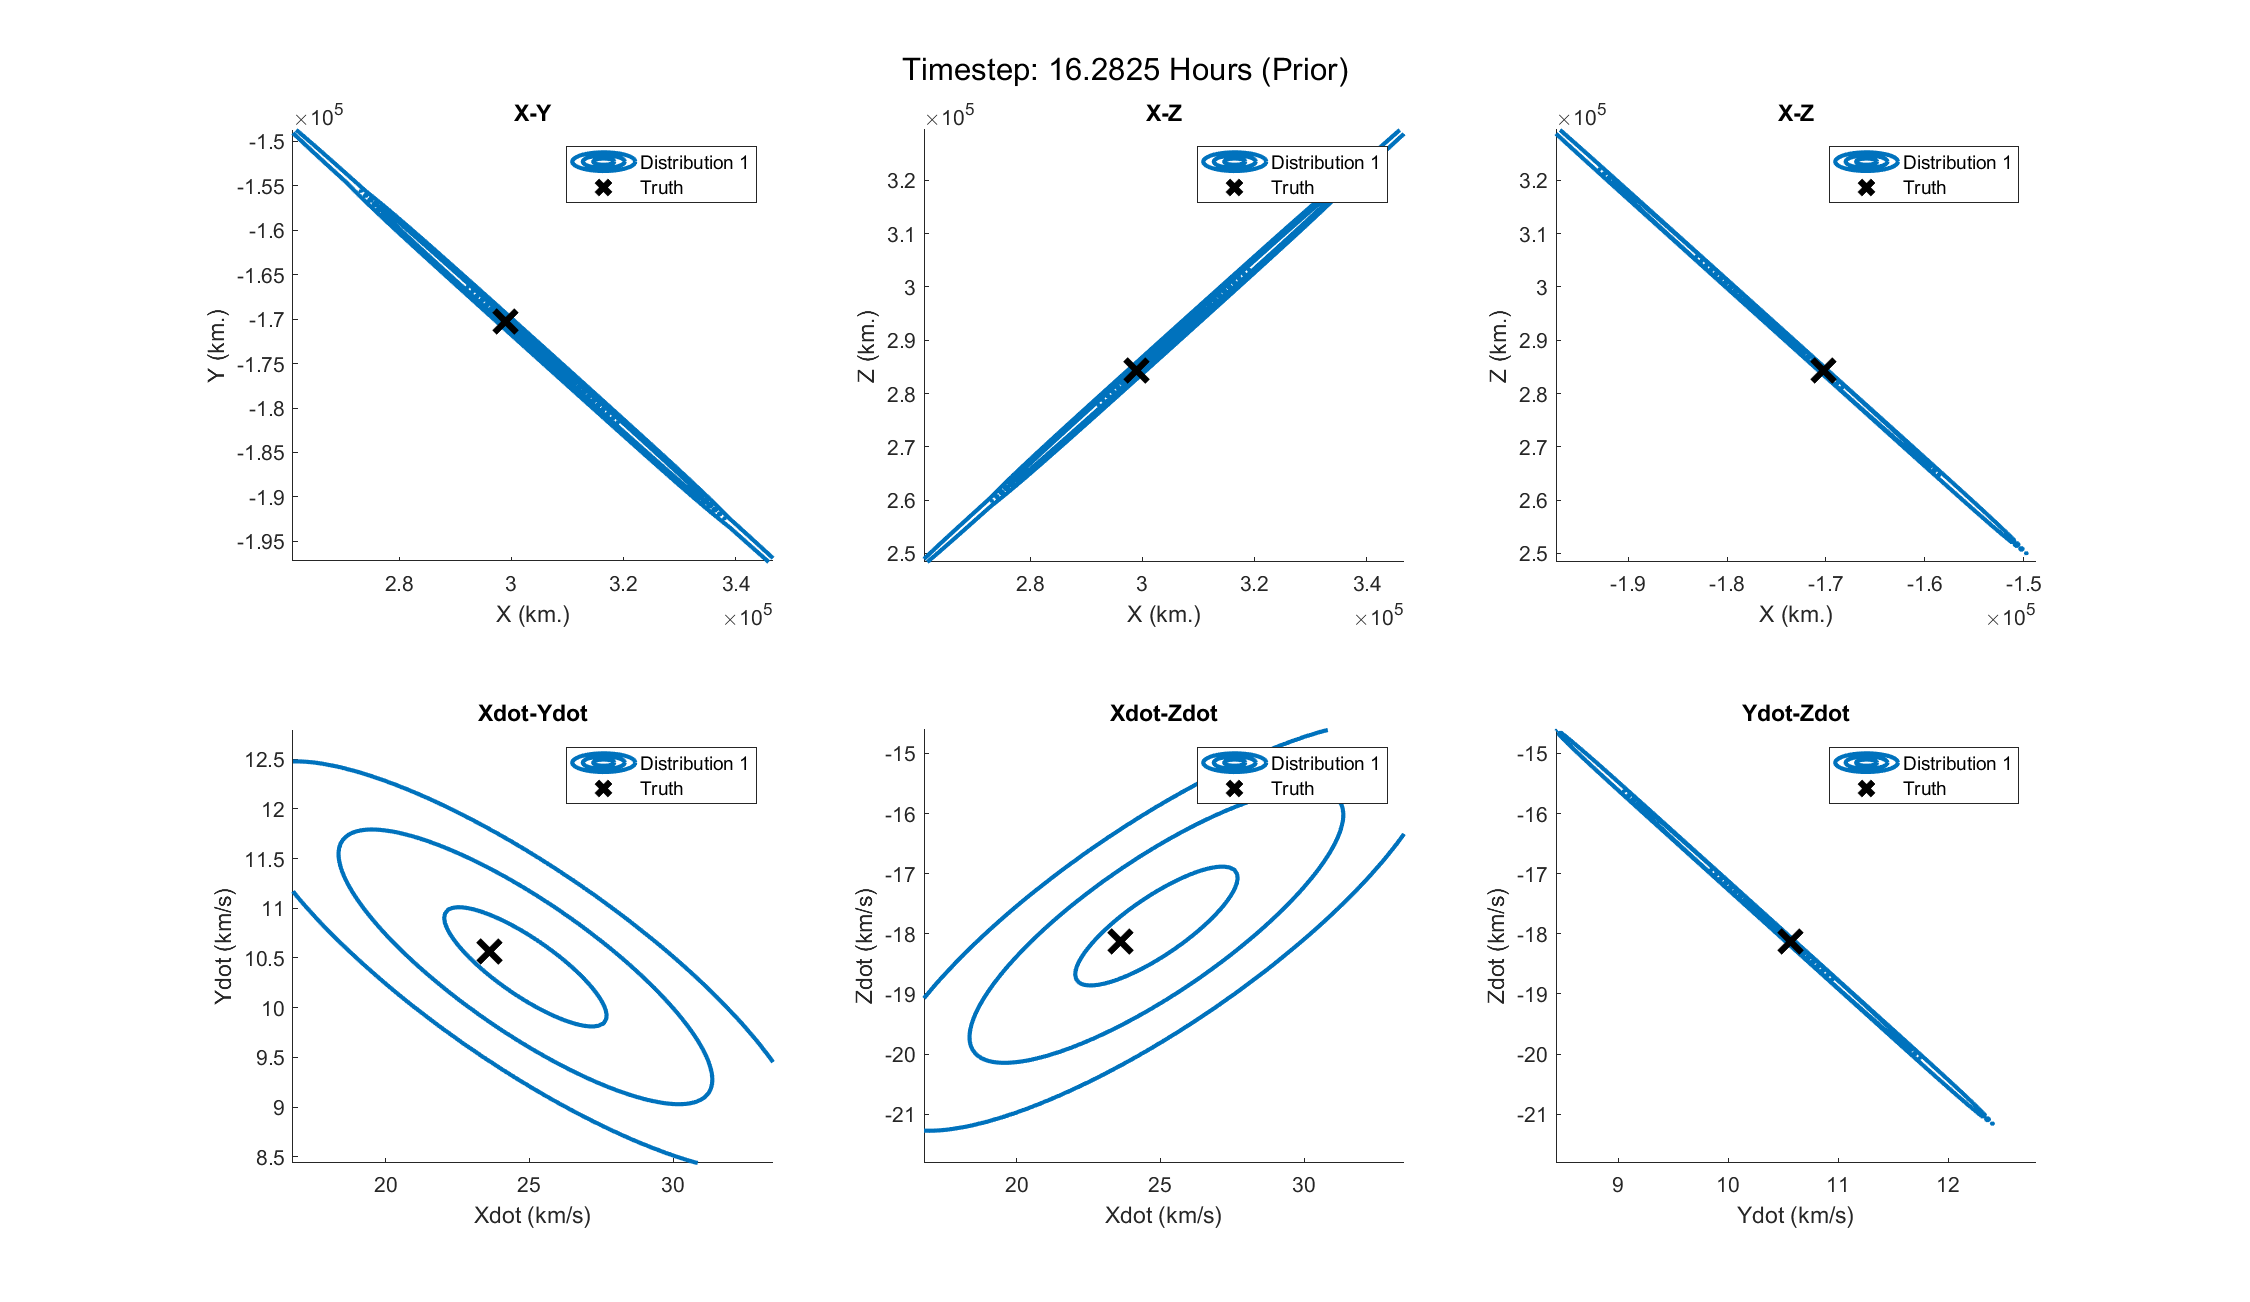 Timestep: 16.2825 Hours (Prior)
X-Y
×10^5
-1.5
-1.55
-1.6
-1.65
-1.7
-1.75
-1.8
-1.85
-1.9
-1.95
Y (km.)
2.8 3 3.2 3.4
X (km.)
×10^5
Distribution 1
Truth
X-Z
×10^5
3.2
3.1
3
2.9
2.8
2.7
2.6
2.5
Z (km.)
2.8 3 3.2 3.4
X (km.)
×10^5
Distribution 1
Truth
X-Z
×10^5
3.2
3.1
3
2.9
2.8
2.7
2.6
2.5
Z (km.)
-1.9 -1.8 -1.7 -1.6 -1.5
X (km.)
×10^5
Distribution 1
Truth
Xdot-Ydot
12.5
12
11.5
11
10.5
10
9.5
9
8.5
Ydot (km/s)
20 25 30
Xdot (km/s)
Distribution 1
Truth
Xdot-Zdot
-15
-16
-17
-18
-19
-20
-21
Zdot (km/s)
20 25 30
Xdot (km/s)
Distribution 1
Truth
Ydot-Zdot
-15
-16
-17
-18
-19
-20
-21
Zdot (km/s)
9 10 11 12
Ydot (km/s)
Distribution 1
Truth